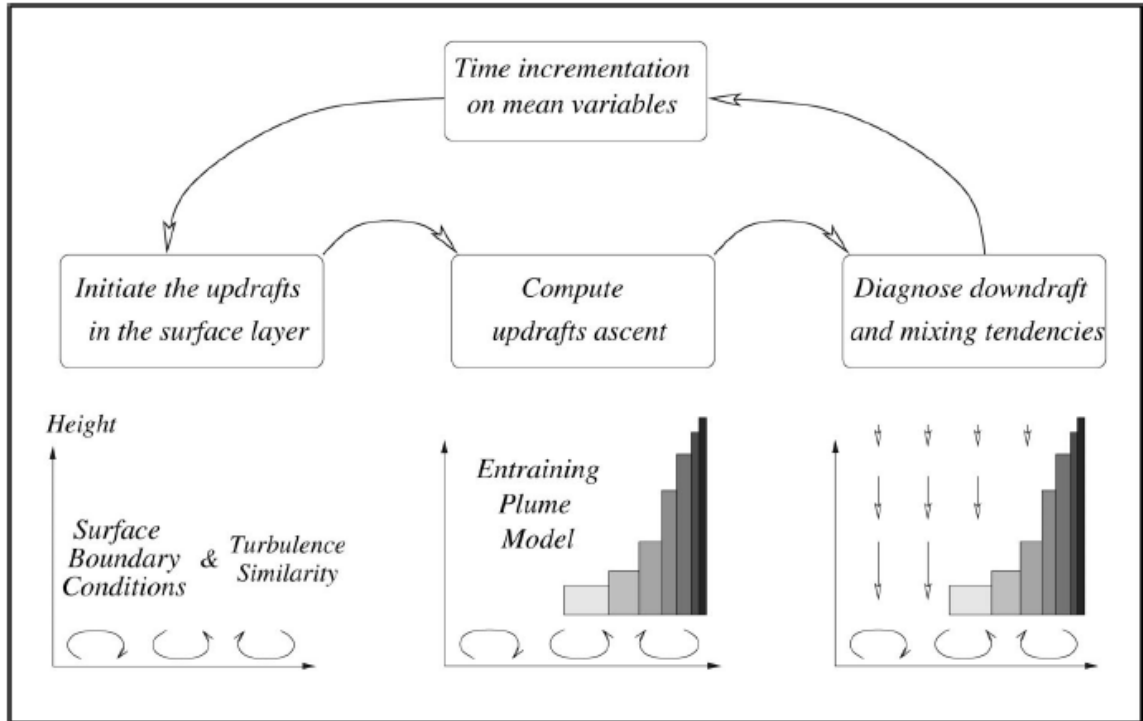 Time incrementation
on mean variables
Initiate the updrafts
in the surface layer
Compute
updrafts ascent
Diagnose downdraft
and mixing tendencies
Height
Surface
Boundary
Conditions
&
Turbulence
Similarity
Entraining
Plume
Model